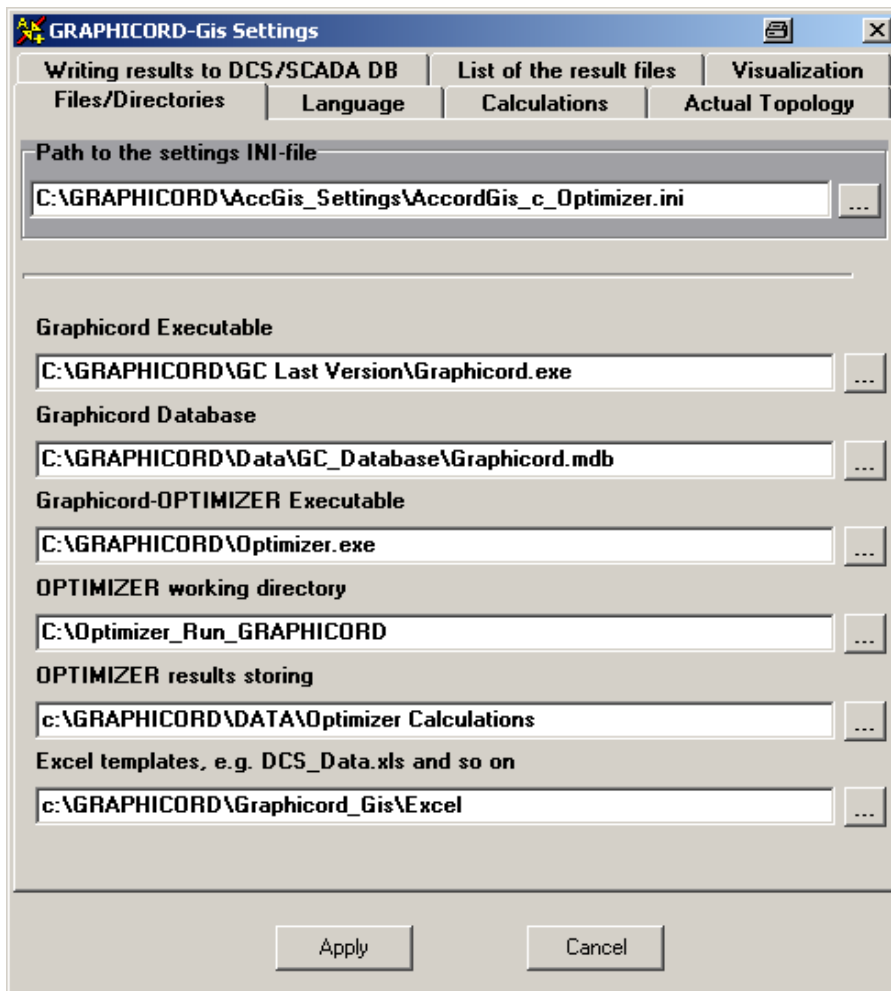 GRAPHICORD-Gis Settings
Writing results to DCS/SCADA DB
List of the result files
Visualization
Files/Directories
Language
Calculations
Actual Topology
Path to the settings INI-file
C:\GRAPHICORD\AccGis_Settings\AccordGis_c_Optimizer.ini
...
Graphicord Executable
C:\GRAPHICORD\GC Last Version\Graphicord.exe
...
Graphicord Database
C:\GRAPHICORD\Data\GC_Database\Graphicord.mdb
...
Graphicord-OPTIMIZER Executable
C:\GRAPHICORD\Optimizer.exe
...
OPTIMIZER working directory
C:\Optimizer_Run_GRAPHICORD
...
OPTIMIZER results storing
c:\GRAPHICORD\DATA\Optimizer Calculations
...
Excel templates, e.g. DCS_Data.xls and so on
c:\GRAPHICORD\Graphicord_Gis\Excel
...
Apply
Cancel